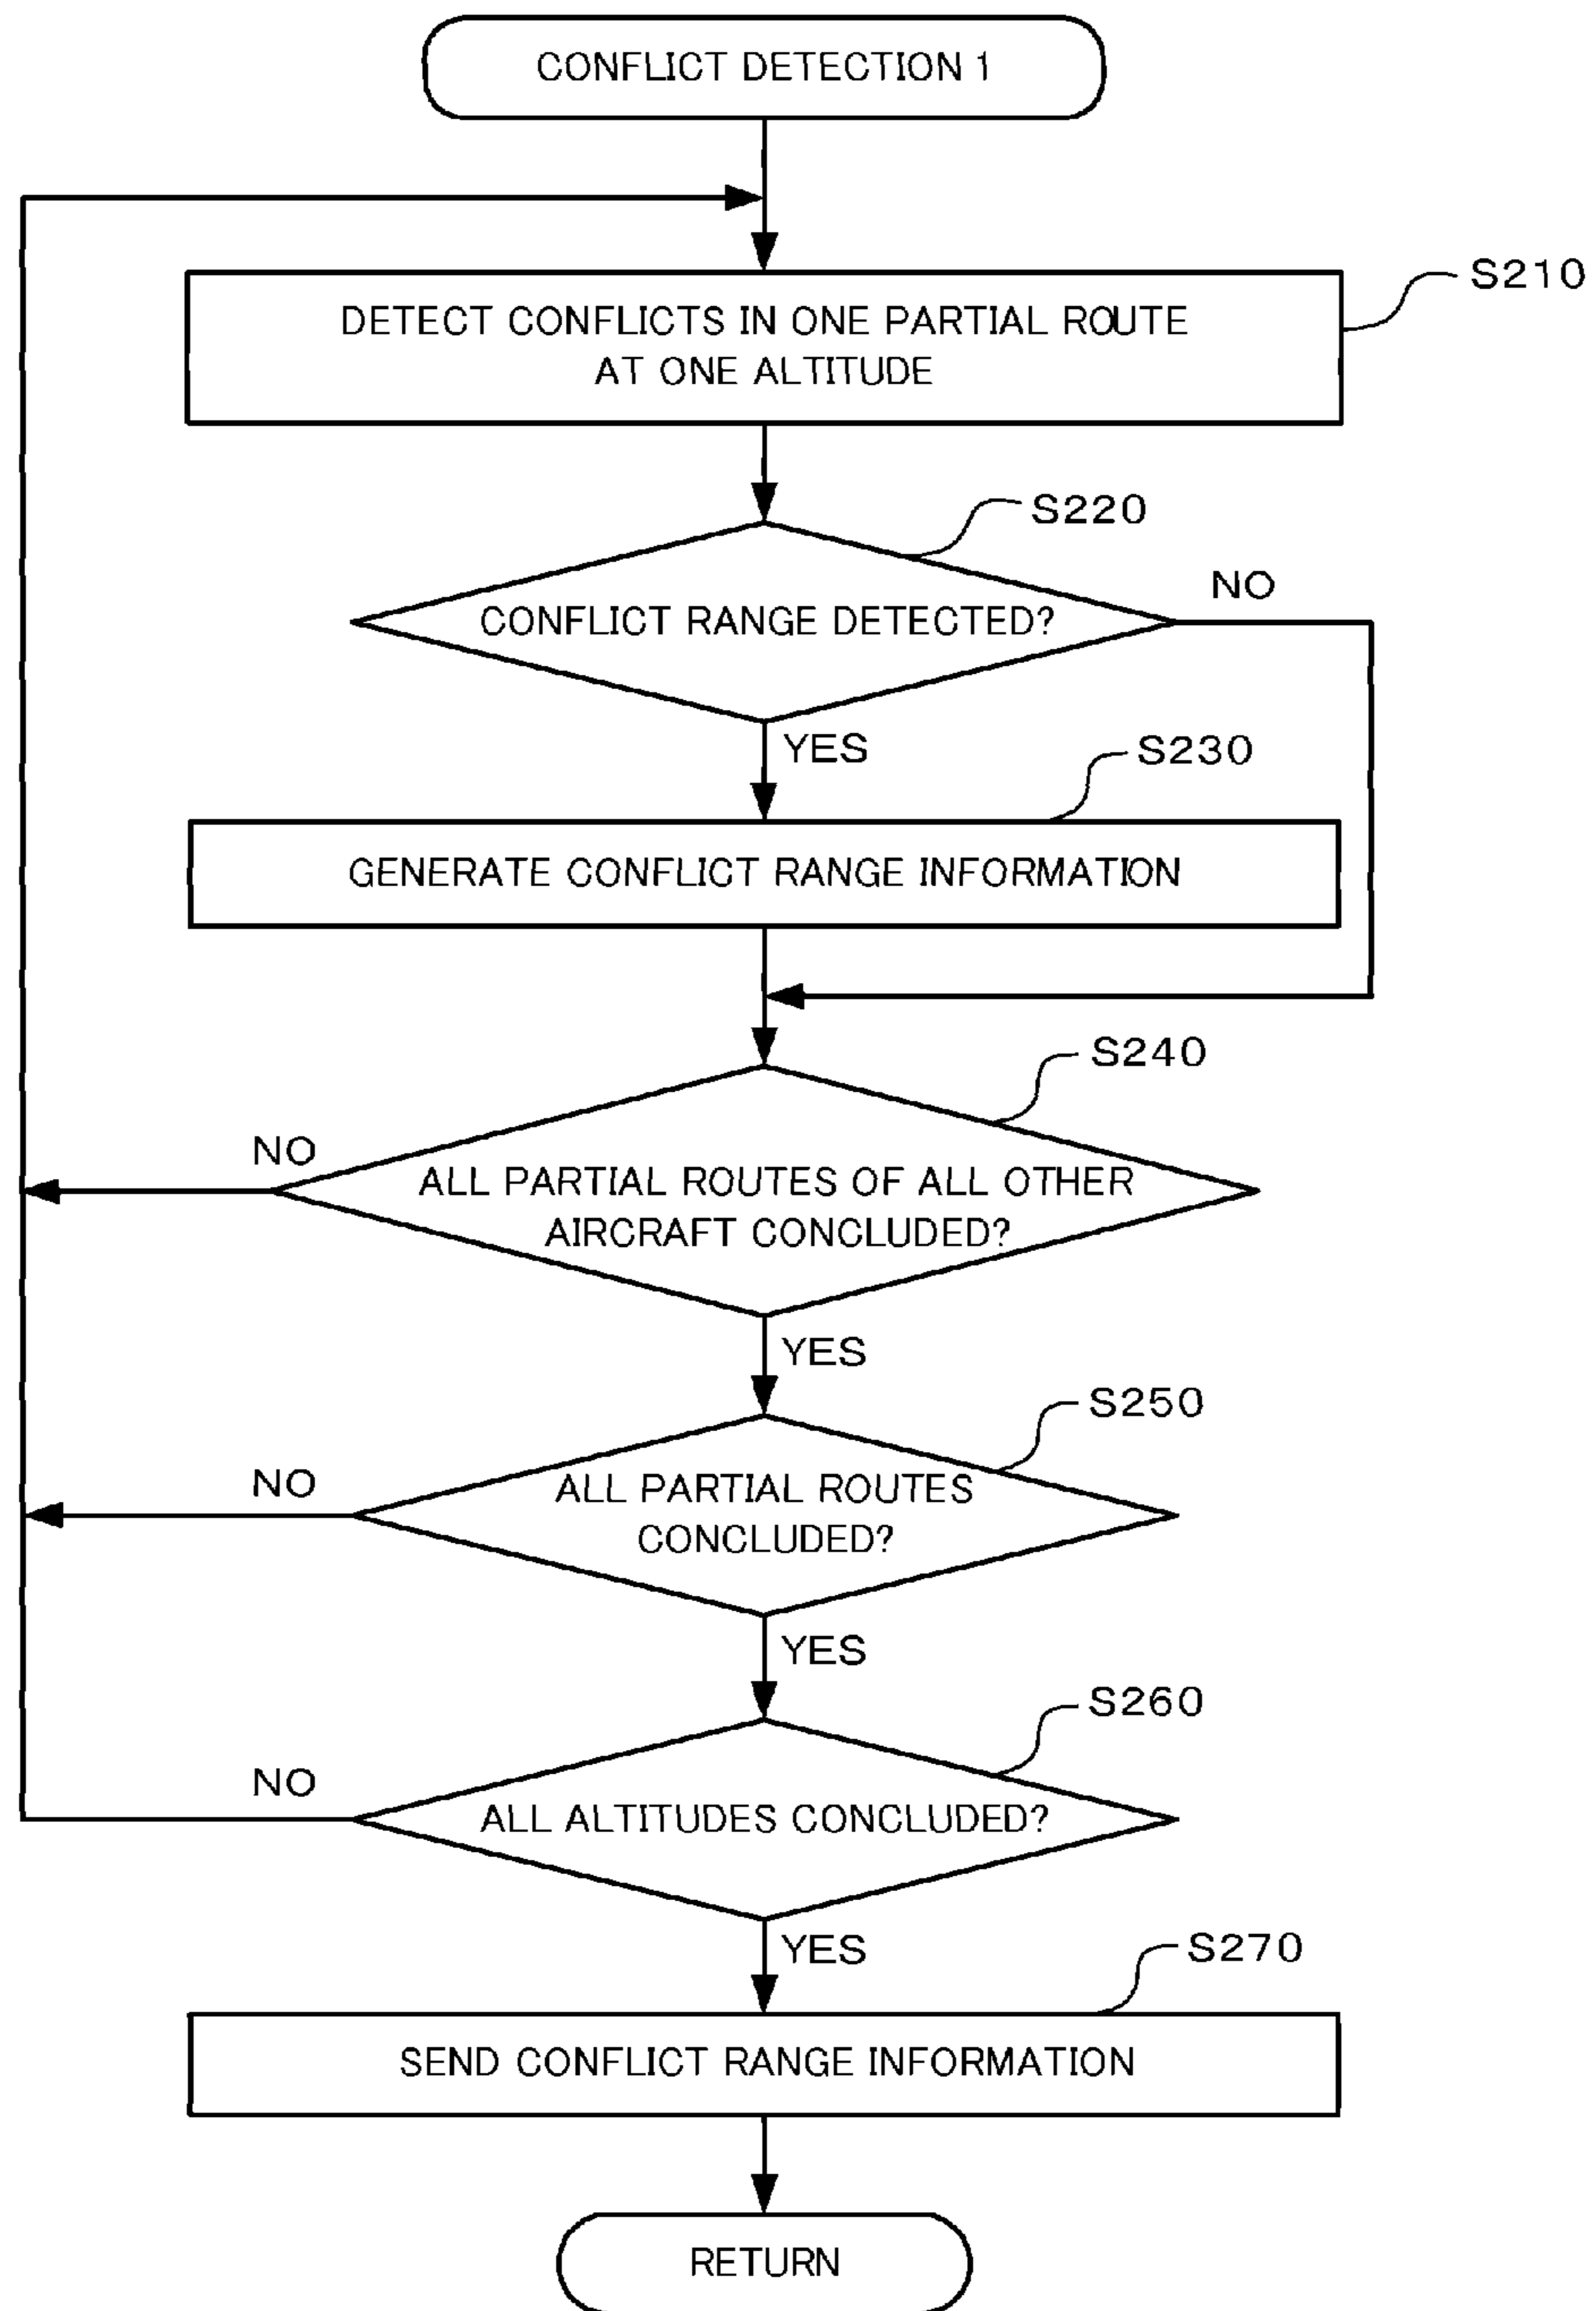 CONFLICT DETECTION 1
S210
DETECT CONFLICTS IN ONE PARTIAL ROUTE
AT ONE ALTITUDE
S220
NO
CONFLICT RANGE DETECTED?
YES
S230
GENERATE CONFLICT RANGE INFORMATION
S240
NO
ALL PARTIAL ROUTES OF ALL OTHER
AIRCRAFT CONCLUDED?
YES
S250
NO
ALL PARTIAL ROUTES
CONCLUDED?
YES
S260
NO
ALL ALTITUDES CONCLUDED?
YES
S270
SEND CONFLICT RANGE INFORMATION
RETURN